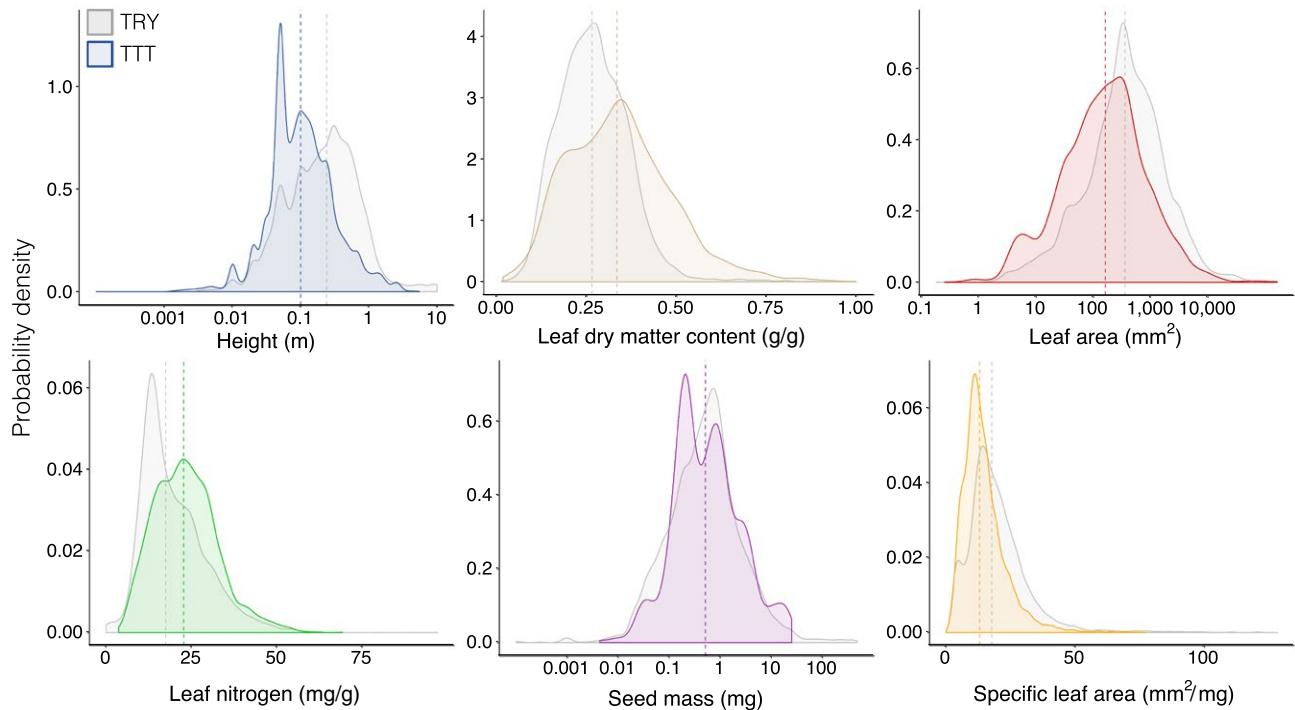 TRY
TTT
Probability density
1.0
0.5
0.0
0.001 0.01 0.1 1 10
Height (m)
4
3
2
1
0
0.00 0.25 0.50 0.75 1.00
Leaf dry matter content (g/g)
0.6
0.4
0.2
0.0
0.1 1 10 100 1,000 10,000
Leaf area (mm²)
0.06
0.04
0.02
0.00
0 25 50 75
Leaf nitrogen (mg/g)
0.6
0.4
0.2
0.0
0.001 0.01 0.1 1 10 100
Seed mass (mg)
0.06
0.04
0.02
0.00
0 50 100
Specific leaf area (mm²/mg)